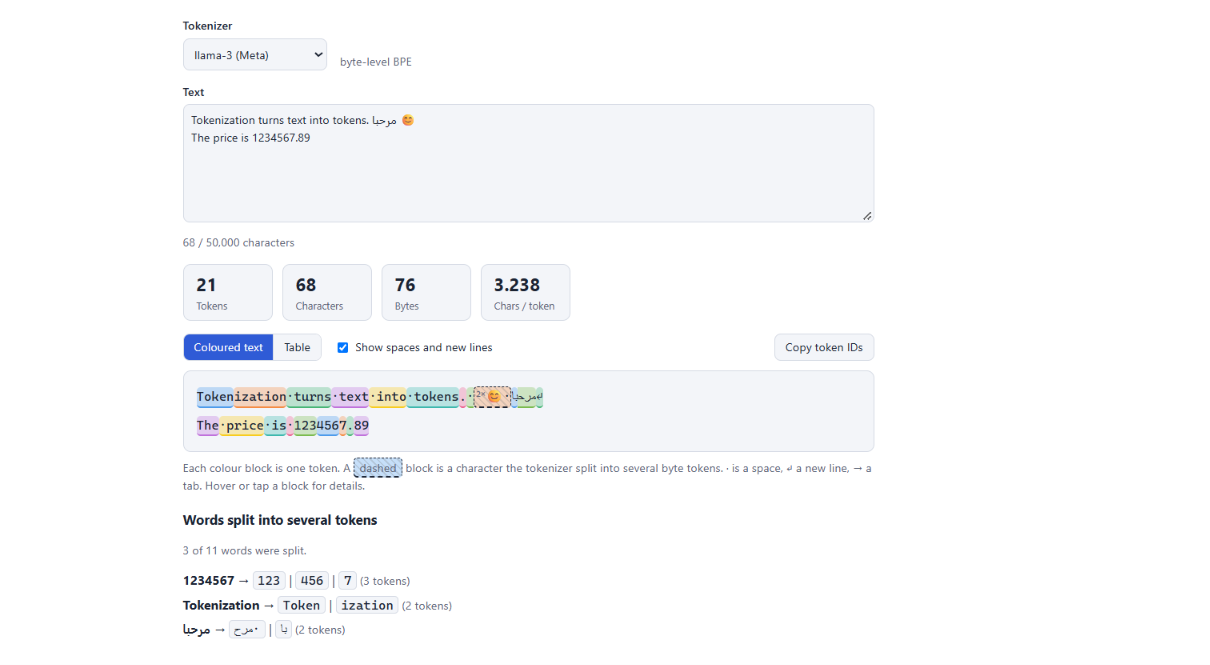 Tokenizer
llama-3 (Meta)
byte-level BPE
Text
Tokenization turns text into tokens. مرحبا 😊
The price is 1234567.89
68 / 50,000 characters
21 68 76 3.238
Tokens Characters Bytes Chars / token
Coloured text Table Show spaces and new lines Copy token IDs
Tokenization·turns·text·into·tokens.·مرحبا·😊2×↵
The·price·is·1234567.89
Each colour block is one token. A dashed block is a character the tokenizer split into several byte tokens. · is a space, ↵ a new line, → a
tab. Hover or tap a block for details.
Words split into several tokens
3 of 11 words were split.
1234567 → 123 | 456 | 7 (3 tokens)
Tokenization → Token | ization (2 tokens)
مرحبا → ·مرح | با (2 tokens)